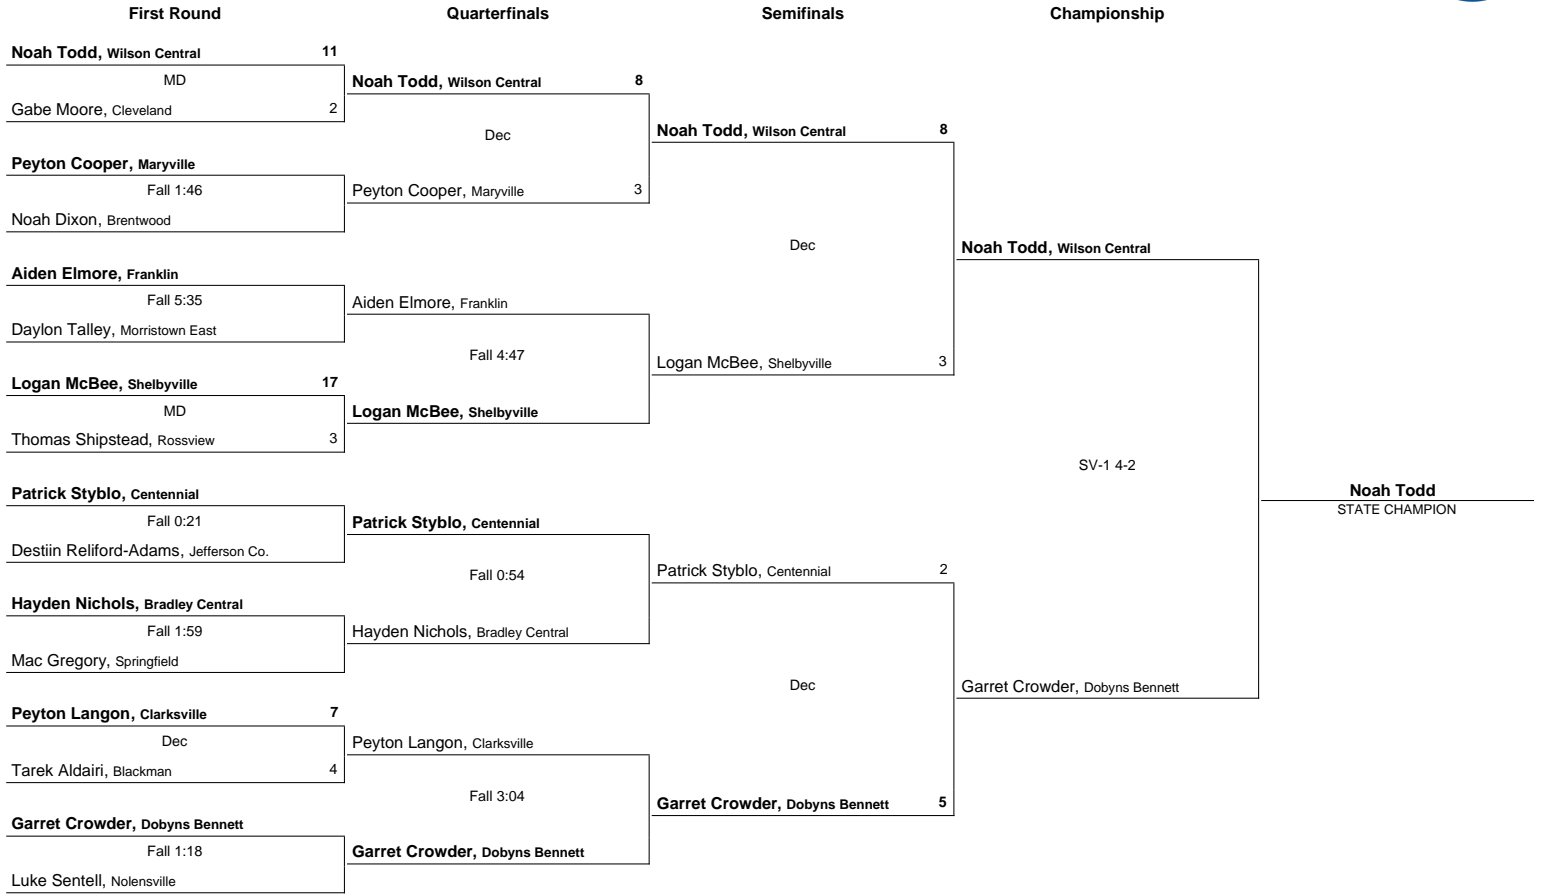 First Round
Quarterfinals
Semifinals
Championship
Noah Todd, Wilson Central 11
MD
Gabe Moore, Cleveland 2
Peyton Cooper, Maryville
Fall 1:46
Noah Dixon, Brentwood
Aiden Elmore, Franklin
Fall 5:35
Daylon Talley, Morristown East
Logan McBee, Shelbyville 17
MD
Thomas Shipstead, Rossview 3
Patrick Styblo, Centennial
Fall 0:21
Destiin Reliford-Adams, Jefferson Co.
Hayden Nichols, Bradley Central
Fall 1:59
Mac Gregory, Springfield
Peyton Langon, Clarksville 7
Dec
Tarek Aldairi, Blackman 4
Garret Crowder, Dobyns Bennett
Fall 1:18
Luke Sentell, Nolensville
Noah Todd, Wilson Central 8
Dec
Peyton Cooper, Maryville 3
Aiden Elmore, Franklin
Fall 4:47
Logan McBee, Shelbyville
Patrick Styblo, Centennial
Fall 0:54
Hayden Nichols, Bradley Central
Peyton Langon, Clarksville
Fall 3:04
Garret Crowder, Dobyns Bennett
Noah Todd, Wilson Central 8
Dec
Logan McBee, Shelbyville 3
Patrick Styblo, Centennial 2
Dec
Garret Crowder, Dobyns Bennett 5
Noah Todd, Wilson Central
SV-1 4-2
Garret Crowder, Dobyns Bennett
Noah Todd
STATE CHAMPION